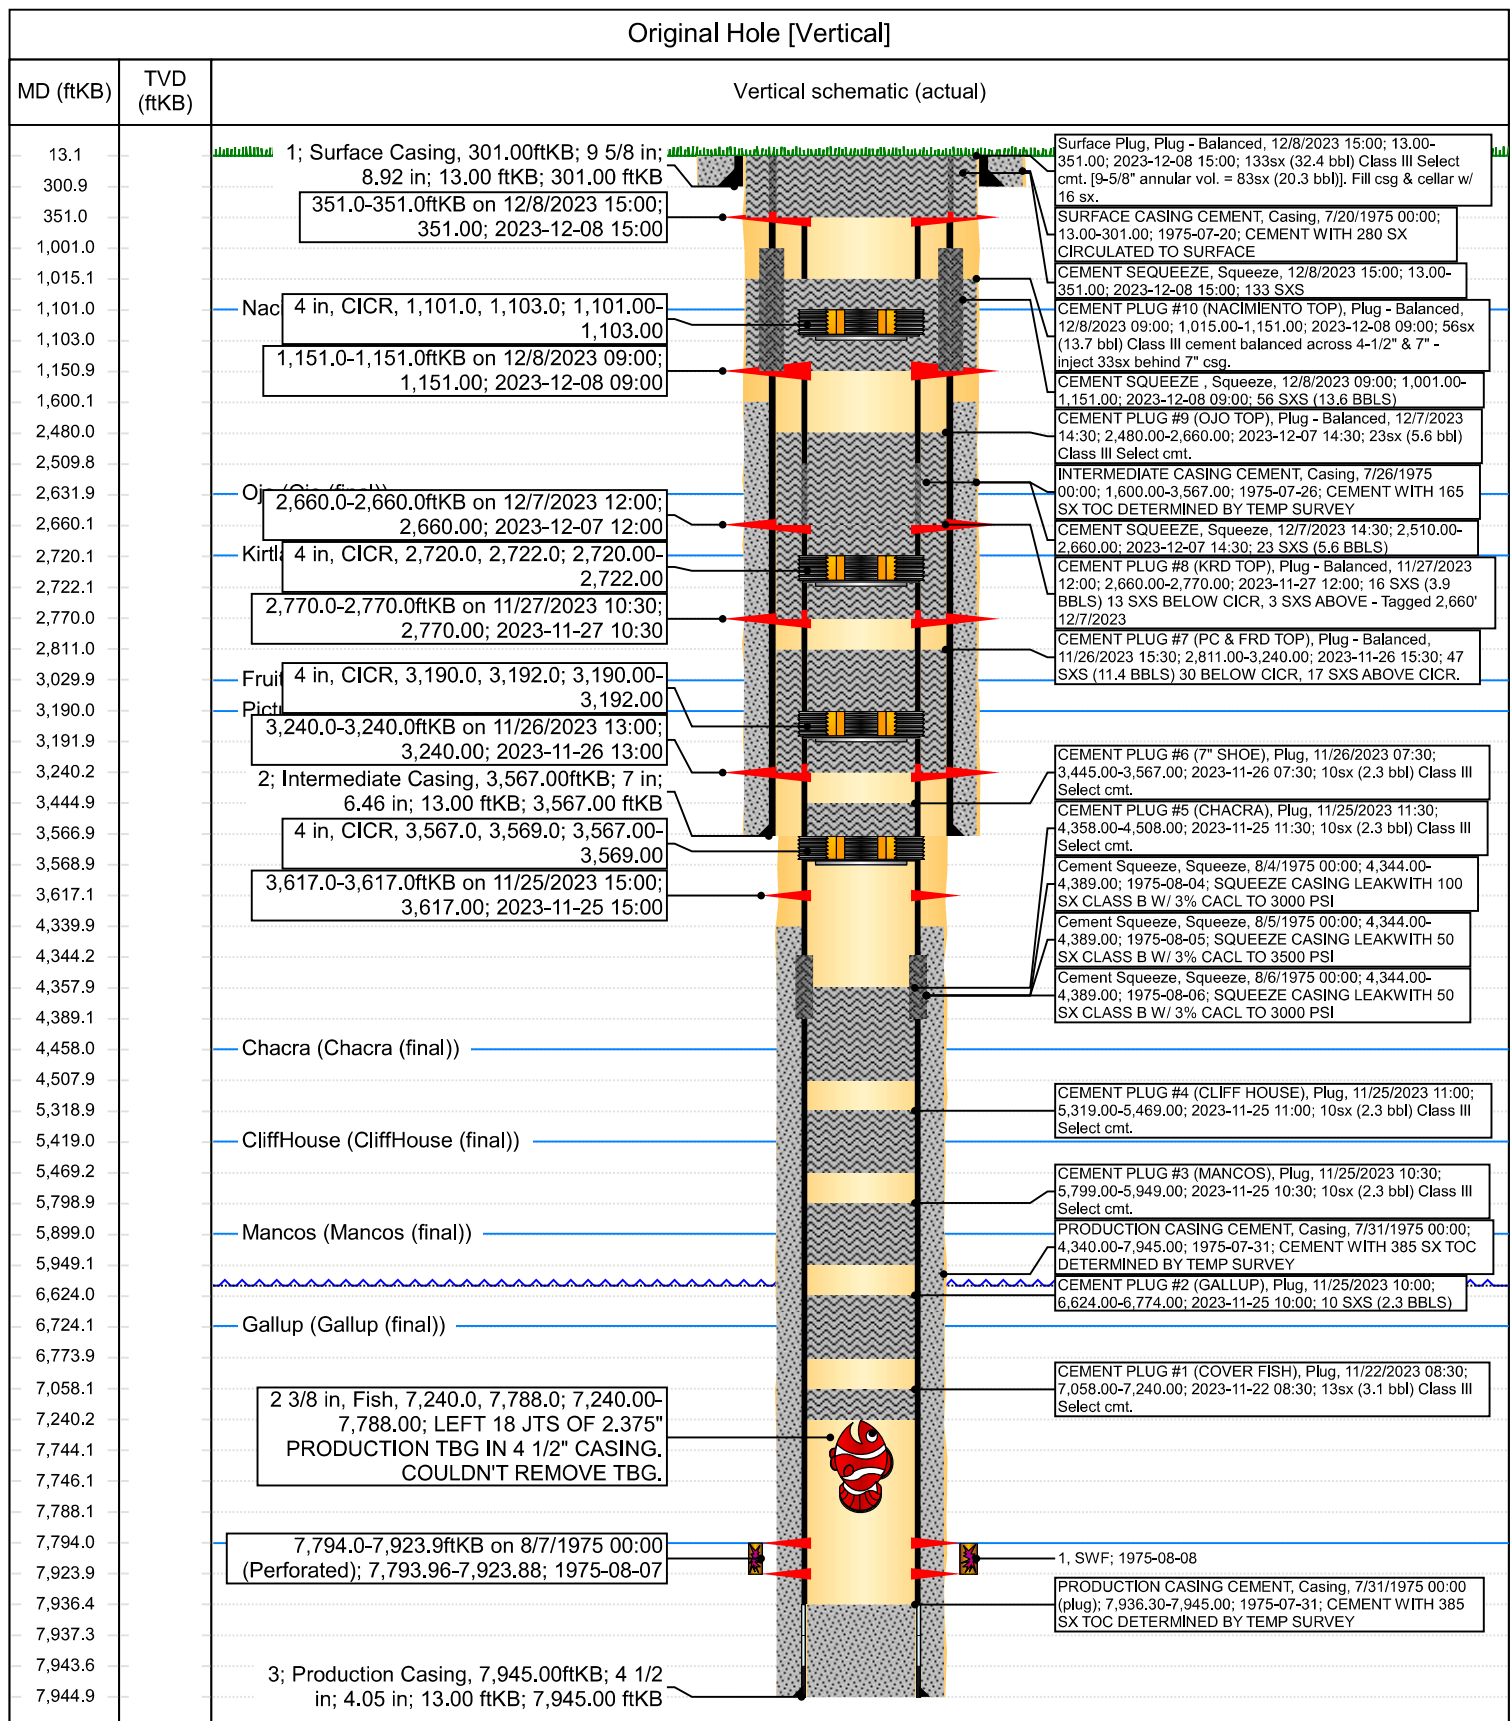 Original Hole [Vertical]
MD (ftKB)
TVD
(ftKB)
Vertical schematic (actual)
13.1
300.9
351.0
1,001.0
1,015.1
1,101.0
1,103.0
1,150.9
1,600.1
2,480.0
2,509.8
2,631.9
2,660.1
2,720.1
2,722.1
2,770.0
2,811.0
3,029.9
3,190.0
3,191.9
3,240.2
3,444.9
3,566.9
3,568.9
3,617.1
4,339.9
4,344.2
4,357.9
4,389.1
4,458.0
4,507.9
5,318.9
5,419.0
5,469.2
5,798.9
5,899.0
5,949.1
6,624.0
6,724.1
6,773.9
7,058.1
7,240.2
7,744.1
7,746.1
7,788.1
7,794.0
7,923.9
7,936.4
7,937.3
7,943.6
7,944.9
1; Surface Casing, 301.00ftKB; 9 5/8 in;
8.92 in; 13.00 ftKB; 301.00 ftKB
351.0-351.0ftKB on 12/8/2023 15:00;
351.00; 2023-12-08 15:00
Nac
4 in, CICR, 1,101.0, 1,103.0; 1,101.00-
1,103.00
1,151.0-1,151.0ftKB on 12/8/2023 09:00;
1,151.00; 2023-12-08 09:00
2,660.0-2,660.0ftKB on 12/7/2023 12:00;
2,660.00; 2023-12-07 12:00
Kirtl
4 in, CICR, 2,720.0, 2,722.0; 2,720.00-
2,722.00
2,770.0-2,770.0ftKB on 11/27/2023 10:30;
2,770.00; 2023-11-27 10:30
Fruit
4 in, CICR, 3,190.0, 3,192.0; 3,190.00-
3,192.00
Pict
3,240.0-3,240.0ftKB on 11/26/2023 13:00;
3,240.00; 2023-11-26 13:00
2; Intermediate Casing, 3,567.00ftKB; 7 in;
6.46 in; 13.00 ftKB; 3,567.00 ftKB
4 in, CICR, 3,567.0, 3,569.0; 3,567.00-
3,569.00
3,617.0-3,617.0ftKB on 11/25/2023 15:00;
3,617.00; 2023-11-25 15:00
Chacra (Chacra (final))
CliffHouse (CliffHouse (final))
Mancos (Mancos (final))
Gallup (Gallup (final))
2 3/8 in, Fish, 7,240.0, 7,788.0; 7,240.00-
7,788.00; LEFT 18 JTS OF 2.375"
PRODUCTION TBG IN 4 1/2" CASING.
COULDN'T REMOVE TBG.
7,794.0-7,923.9ftKB on 8/7/1975 00:00
(Perforated); 7,793.96-7,923.88; 1975-08-07
3; Production Casing, 7,945.00ftKB; 4 1/2
in; 4.05 in; 13.00 ftKB; 7,945.00 ftKB
Surface Plug, Plug - Balanced, 12/8/2023 15:00; 13.00-
351.00; 2023-12-08 15:00; 133sx (32.4 bbl) Class III Select
cmt. [9-5/8" annular vol. = 83sx (20.3 bbl)]. Fill csg & cellar w/
16 sx.
SURFACE CASING CEMENT, Casing, 7/20/1975 00:00;
13.00-301.00; 1975-07-20; CEMENT WITH 280 SX
CIRCULATED TO SURFACE
CEMENT SEQUEEZE, Squeeze, 12/8/2023 15:00; 13.00-
351.00; 2023-12-08 15:00; 133 SXS
CEMENT PLUG #10 (NACIMIENTO TOP), Plug - Balanced,
12/8/2023 09:00; 1,015.00-1,151.00; 2023-12-08 09:00; 56sx
(13.7 bbl) Class III cement balanced across 4-1/2" & 7" -
inject 33sx behind 7" csg.
CEMENT SQUEEZE , Squeeze, 12/8/2023 09:00; 1,001.00-
1,151.00; 2023-12-08 09:00; 56 SXS (13.6 BBLS)
CEMENT PLUG #9 (OJO TOP), Plug - Balanced, 12/7/2023
14:30; 2,480.00-2,660.00; 2023-12-07 14:30; 23sx (5.6 bbl)
Class III Select cmt.
INTERMEDIATE CASING CEMENT, Casing, 7/26/1975
00:00; 1,600.00-3,567.00; 1975-07-26; CEMENT WITH 165
SX TOC DETERMINED BY TEMP SURVEY
CEMENT SQUEEZE, Squeeze, 12/7/2023 14:30; 2,510.00-
2,660.00; 2023-12-07 14:30; 23 SXS (5.6 BBLS)
CEMENT PLUG #8 (KRD TOP), Plug - Balanced, 11/27/2023
12:00; 2,660.00-2,770.00; 2023-11-27 12:00; 16 SXS (3.9
BBLS) 13 SXS BELOW CICR, 3 SXS ABOVE - Tagged 2,660'
12/7/2023
CEMENT PLUG #7 (PC & FRD TOP), Plug - Balanced,
11/26/2023 15:30; 2,811.00-3,240.00; 2023-11-26 15:30; 47
SXS (11.4 BBLS) 30 BELOW CICR, 17 SXS ABOVE CICR.
CEMENT PLUG #6 (7" SHOE), Plug, 11/26/2023 07:30;
3,445.00-3,567.00; 2023-11-26 07:30; 10sx (2.3 bbl) Class III
Select cmt.
CEMENT PLUG #5 (CHACRA), Plug, 11/25/2023 11:30;
4,358.00-4,508.00; 2023-11-25 11:30; 10sx (2.3 bbl) Class III
Select cmt.
Cement Squeeze, Squeeze, 8/4/1975 00:00; 4,344.00-
4,389.00; 1975-08-04; SQUEEZE CASING LEAKWITH 100
SX CLASS B W/ 3% CACL TO 3000 PSI
Cement Squeeze, Squeeze, 8/5/1975 00:00; 4,344.00-
4,389.00; 1975-08-05; SQUEEZE CASING LEAKWITH 50
SX CLASS B W/ 3% CACL TO 3500 PSI
Cement Squeeze, Squeeze, 8/6/1975 00:00; 4,344.00-
4,389.00; 1975-08-06; SQUEEZE CASING LEAKWITH 50
SX CLASS B W/ 3% CACL TO 3000 PSI
CEMENT PLUG #4 (CLIFF HOUSE), Plug, 11/25/2023 11:00;
5,319.00-5,469.00; 2023-11-25 11:00; 10sx (2.3 bbl) Class III
Select cmt.
CEMENT PLUG #3 (MANCOS), Plug, 11/25/2023 10:30;
5,799.00-5,949.00; 2023-11-25 10:30; 10sx (2.3 bbl) Class III
Select cmt.
PRODUCTION CASING CEMENT, Casing, 7/31/1975 00:00;
4,340.00-7,945.00; 1975-07-31; CEMENT WITH 385 SX TOC
DETERMINED BY TEMP SURVEY
CEMENT PLUG #2 (GALLUP), Plug, 11/25/2023 10:00;
6,624.00-6,774.00; 2023-11-25 10:00; 10 SXS (2.3 BBLS)
CEMENT PLUG #1 (COVER FISH), Plug, 11/22/2023 08:30;
7,058.00-7,240.00; 2023-11-22 08:30; 13sx (3.1 bbl) Class III
Select cmt.
1, SWF; 1975-08-08
PRODUCTION CASING CEMENT, Casing, 7/31/1975 00:00
(plug); 7,936.30-7,945.00; 1975-07-31; CEMENT WITH 385
SX TOC DETERMINED BY TEMP SURVEY